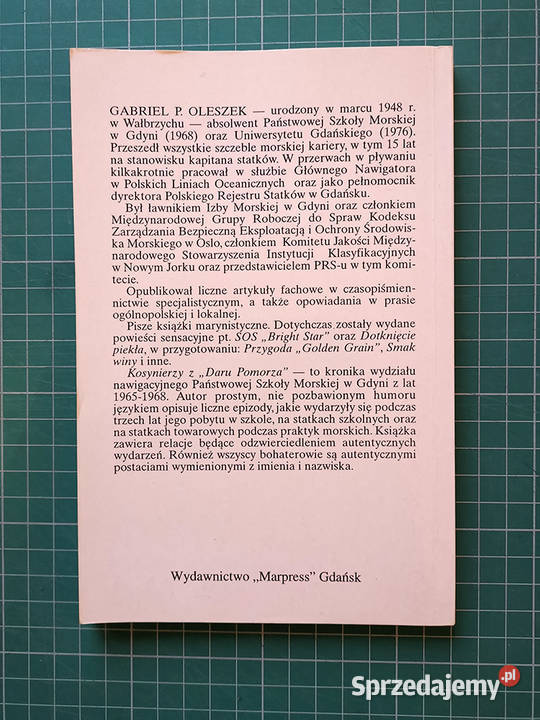 GABRIEL P. OLESZEK — urodzony w marcu 1948 r.
w Wałbrzychu — absolwent Państwowej Szkoły Morskiej
w Gdyni (1968) oraz Uniwersytetu Gdańskiego (1976).
Przeszedł wszystkie szczeble morskiej kariery, w tym 15 lat
na stanowisku kapitana statków. W przerwach w pływaniu
kilkakrotnie pracował w służbie Głównego Nawigatora
w Polskich Liniach Oceanicznych oraz jako pełnomocnik
dyrektora Polskiego Rejestru Statków w Gdańsku.
Był ławnikiem Izby Morskiej w Gdyni oraz członkiem
Międzynarodowej Grupy Roboczej do Spraw Kodeksu
Zarządzania Bezpieczną Eksploatacją i Ochrony Środowis-
ka Morskiego w Oslo, członkiem Komitetu Jakości Między-
narodowego Stowarzyszenia Instytucji Klasyfikacyjnych
w Nowym Jorku oraz przedstawicielem PRS-u w tym komi-
tecie.
Opublikował liczne artykuły fachowe w czasopiśmien-
nictwie specjalistycznym, a także opowiadania w prasie
ogólnopolskiej i lokalnej.
Pisze książki marynistyczne. Dotychczas zostały wydane
powieści sensacyjne pt. SOS „Bright Star” oraz Dotknięcie
piekła, w przygotowaniu: Przygoda „Golden Grain”, Smak
winy i inne.
Kosynierzy z „Daru Pomorza” — to kronika wydziału
nawigacyjnego Państwowej Szkoły Morskiej w Gdyni z lat
1965-1968. Autor prostym, nie pozbawionym humoru
językiem opisuje liczne epizody, jakie wydarzyły się podczas
trzech lat jego pobytu w szkole, na statkach szkolnych oraz
na statkach towarowych podczas praktyk morskich. Książka
zawiera relacje będące odzwierciedleniem autentycznych
wydarzeń. Również wszyscy bohaterowie są autentycznymi
postaciami wymienionymi z imienia i nazwiska.
Wydawnictwo „Marpress” Gdańsk
Sprzedajemy.pl